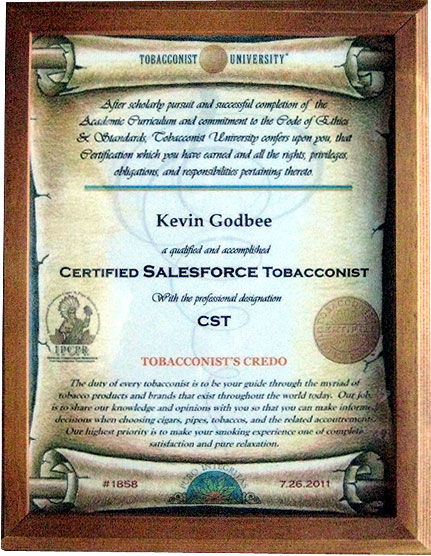 TOBACCONIST UNIVERSITY
After scholarly pursuit and successful completion of the
Academic Curriculum and commitment to the Code of Ethics
& Standards, Tobacconist University confers upon you, that
Certification which you have earned and all the rights, privileges,
obligations, and responsibilities pertaining thereto.
Kevin Godbee
a qualified and accomplished
CERTIFIED SALESFORCE TOBACCONIST
With the professional designation
CST
IPCPR
TOBACCONIST'S CREDO
The duty of every tobacconist is to be your guide through the myriad of
tobacco products and brands that exist throughout the world today. Our job
is to share our knowledge and opinions with you so that you can make informed
decisions when choosing cigars, pipes, tobaccos, and the related accoutrements.
Our highest priority is to make your smoking experience one of complete
satisfaction and pure relaxation.
#1858
7.26.2011